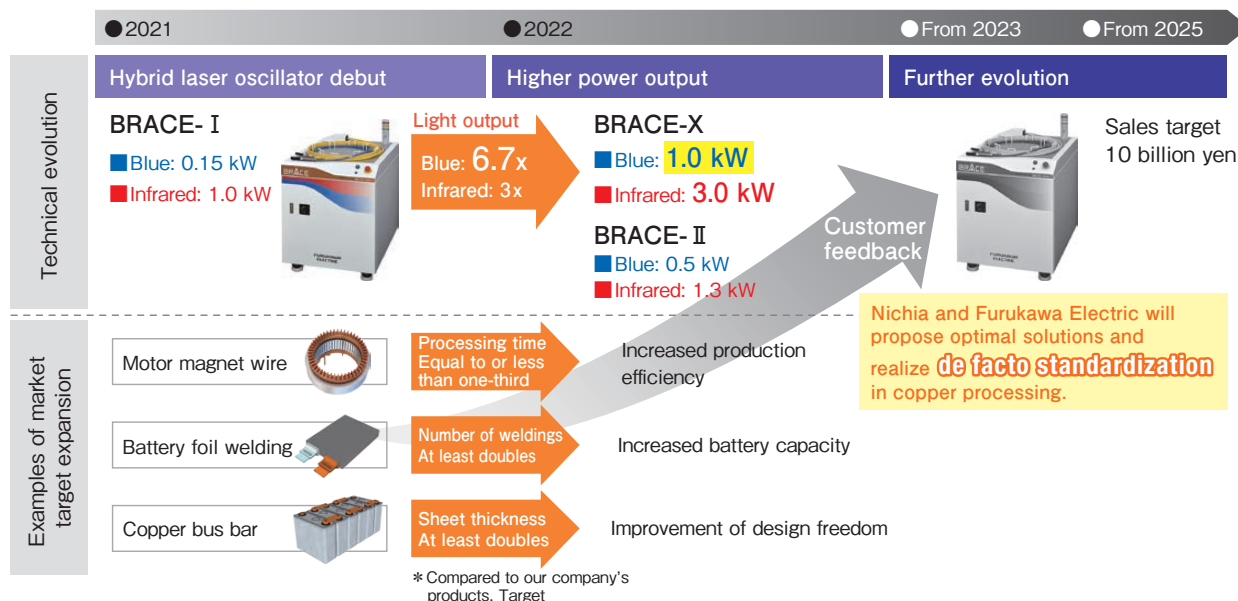 ●2021
●2022
●From 2023
●From 2025
Technical evolution
Hybrid laser oscillator debut
Higher power output
Further evolution
BRACE-Ⅰ
■Blue: 0.15 kW
■Infrared: 1.0 kW
BRACE
FURUKAWA
ELECTRIC
Light output
Blue: 6.7x
Infrared: 3x
BRACE-X
■Blue: 1.0 kW
■Infrared: 3.0 kW
BRACE-Ⅱ
■Blue: 0.5 kW
■Infrared: 1.3 kW
Customer
feedback
BRACE
FURUKAWA
ELECTRIC
Sales target
10 billion yen
Nichia and Furukawa Electric will
propose optimal solutions and
realize de facto standardization
in copper processing.
Examples of market
target expansion
Motor magnet wire
Processing time
Equal to or less
than one-third
Increased production
efficiency
Battery foil welding
Number of weldings
At least doubles
Increased battery capacity
Copper bus bar
Sheet thickness
At least doubles
Improvement of design freedom
* Compared to our company's
products. Target